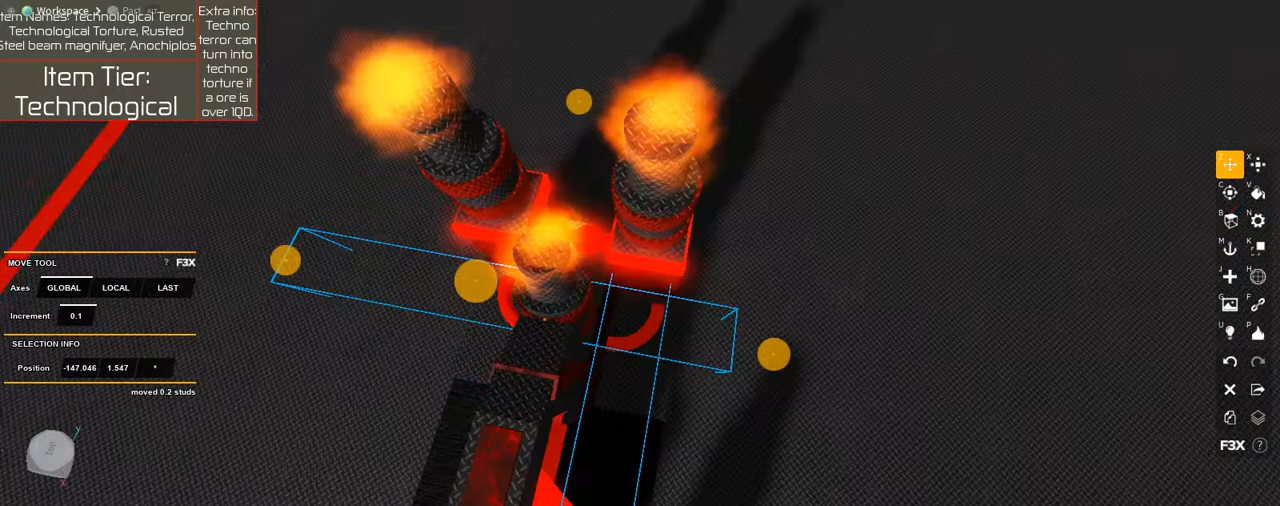 Workspace > Past
Item Names: Technological Terror,
Technological Torture, Rusted
Steel beam magnifyer, Anochiplos
Item Tier:
Technological
Extra info:
Techno
terror can
turn into
techno
torture if
a ore is
over 1QD.
MOVE TOOL ? F3X
Axes GLOBAL LOCAL LAST
Increment 0.1
SELECTION INFO
Position -147.046 1.547 *
moved 0.2 studs
Top
y
x
Z X
C V
B N
M K
J H
G F
U P
F3X ?